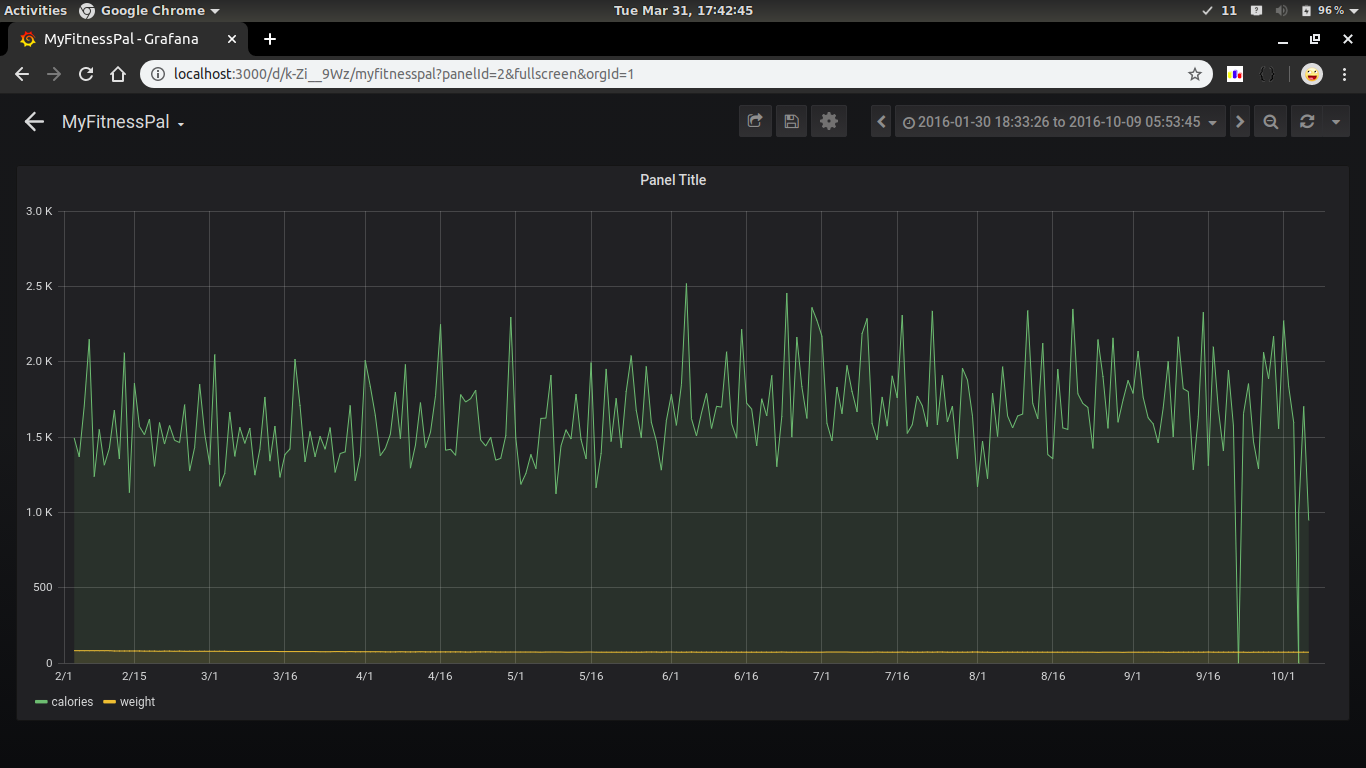 Activities Google Chrome Tue Mar 31, 17:42:45 11 96%
MyFitnessPal - Grafana
localhost:3000/d/k-Zi__9Wz/myfitnesspal?panelId=2&fullscreen&orgId=1
MyFitnessPal 2016-01-30 18:33:26 to 2016-10-09 05:53:45
Panel Title
3.0 K
2.5 K
2.0 K
1.5 K
1.0 K
500
0
2/1 2/15 3/1 3/16 4/1 4/16 5/1 5/16 6/1 6/16 7/1 7/16 8/1 8/16 9/1 9/16 10/1
calories weight